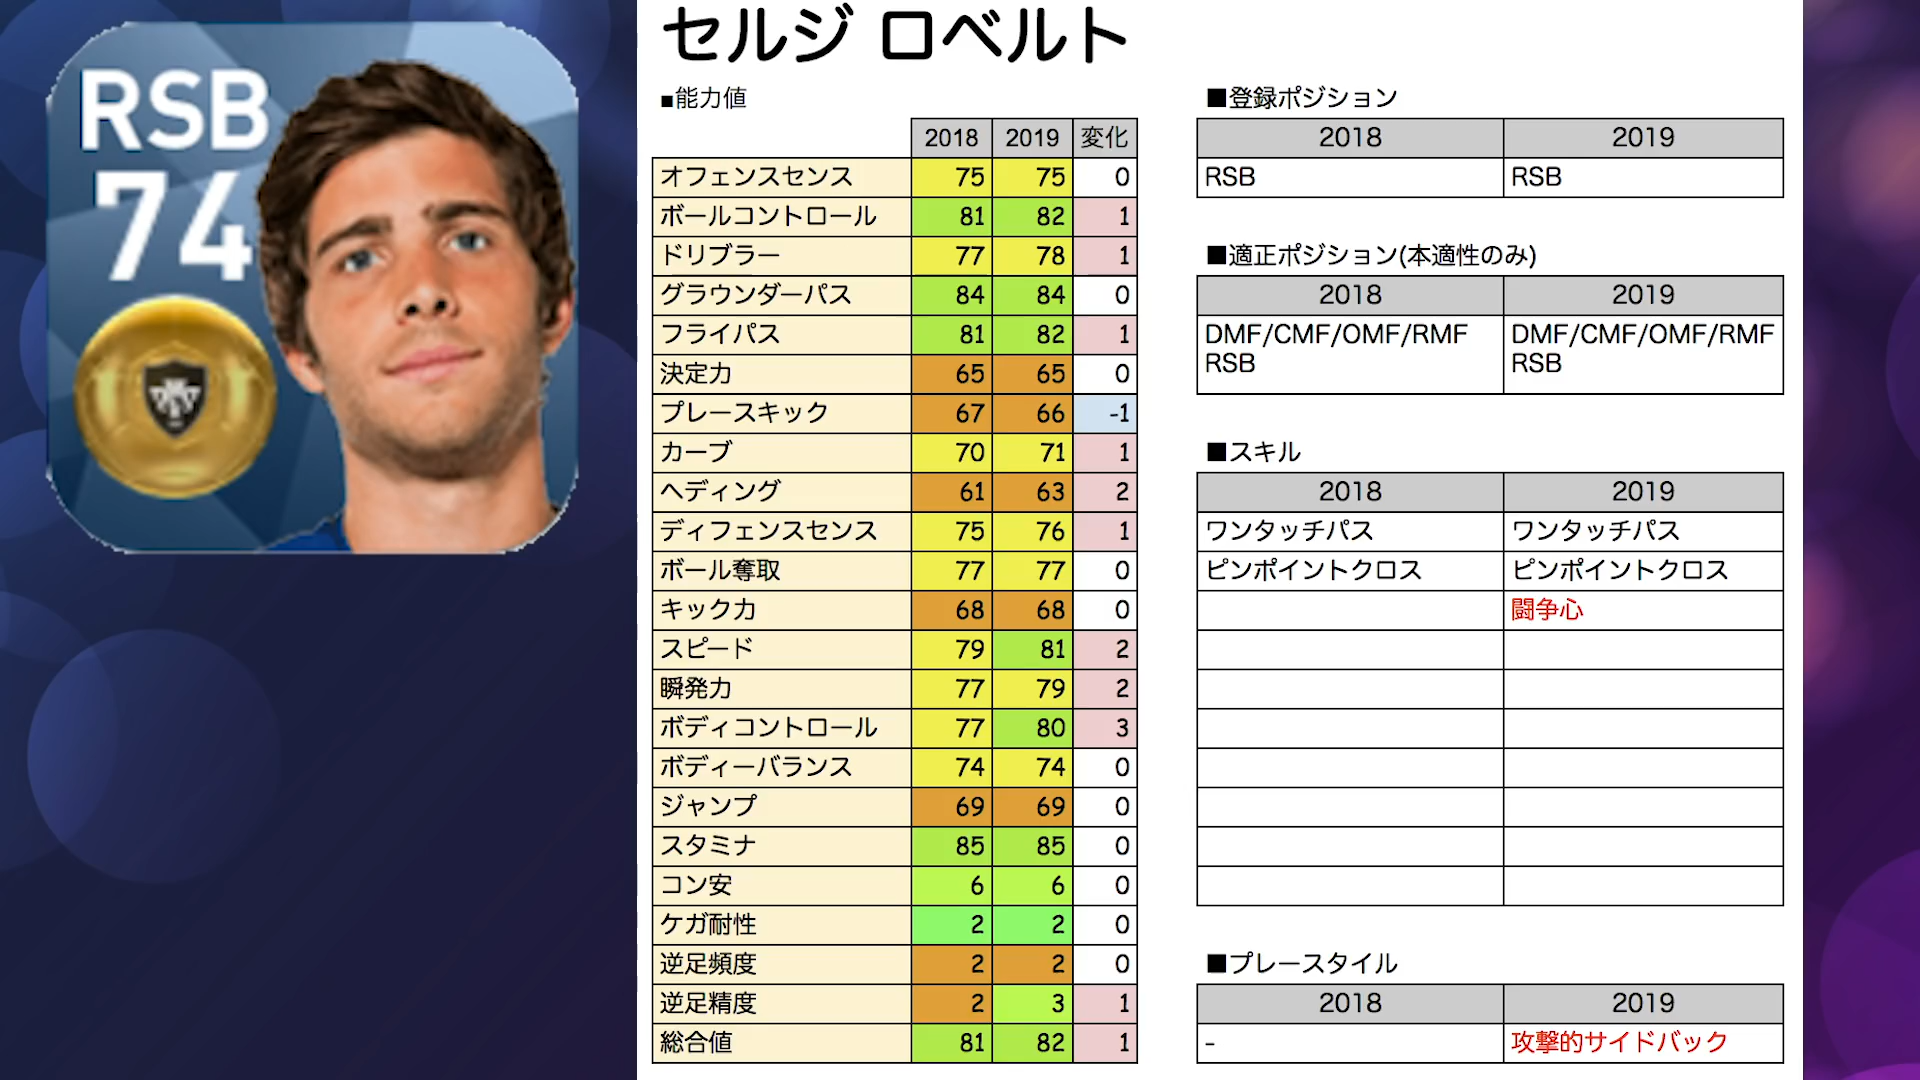 RSB
74
セルジ ロベルト
■能力値
2018 2019 変化
オフェンスセンス 75 75 0
ボールコントロール 81 82 1
ドリブラー 77 78 1
グラウンダーパス 84 84 0
フライパス 81 82 1
決定力 65 65 0
プレースキック 67 66 -1
カーブ 70 71 1
ヘディング 61 63 2
ディフェンスセンス 75 76 1
ボール奪取 77 77 0
キック力 68 68 0
スピード 79 81 2
瞬発力 77 79 2
ボディコントロール 77 80 3
ボディーバランス 74 74 0
ジャンプ 69 69 0
スタミナ 85 85 0
コン安 6 6 0
ケガ耐性 2 2 0
逆足頻度 2 2 0
逆足精度 2 3 1
総合値 81 82 1
■登録ポジション
2018 2019
RSB RSB
■適正ポジション(本適性のみ)
2018 2019
DMF/CMF/OMF/RMF DMF/CMF/OMF/RMF
RSB RSB
■スキル
2018 2019
ワンタッチパス ワンタッチパス
ピンポイントクロス ピンポイントクロス
闘争心
■プレースタイル
2018 2019
- 攻撃的サイドバック